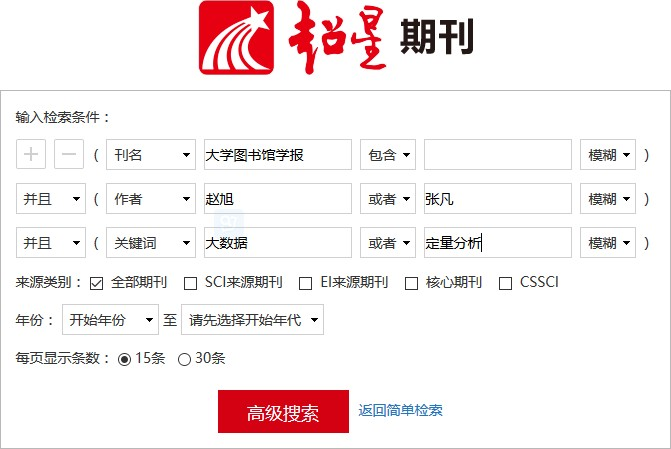 超星 期刊
输入检索条件：
＋ － ( 刊名 大学图书馆学报 包含 模糊 )
并且 ( 作者 赵旭 或者 张凡 模糊 )
并且 ( 关键词 大数据 或者 定量分析 模糊 )
来源类别： 全部期刊 SCI来源期刊 EI来源期刊 核心期刊 CSSCI
年份： 开始年份 至 请先选择开始年代
每页显示条数： 15条 30条
高级搜索 返回简单检索